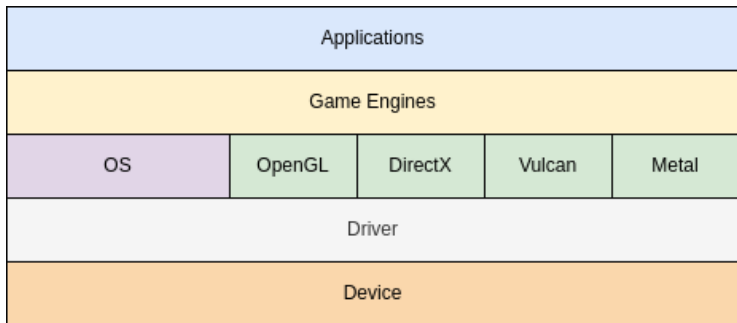 Applications
Game Engines
OS OpenGL DirectX Vulcan Metal
Driver
Device